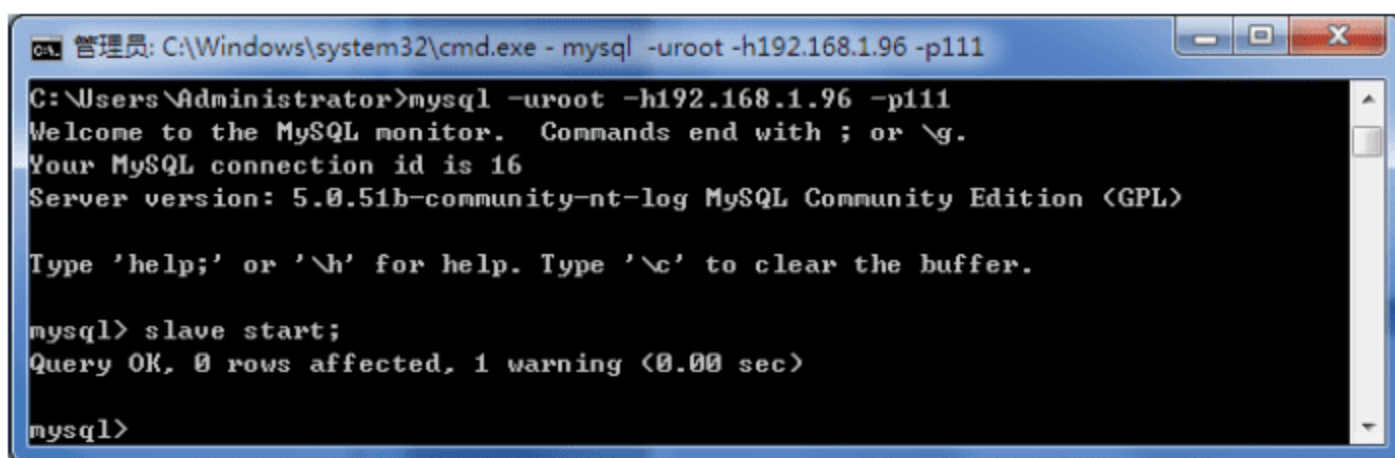 管理员: C:\Windows\system32\cmd.exe - mysql -uroot -h192.168.1.96 -p111
C:\Users\Administrator>mysql -uroot -h192.168.1.96 -p111
Welcome to the MySQL monitor.  Commands end with ; or \g.
Your MySQL connection id is 16
Server version: 5.0.51b-community-nt-log MySQL Community Edition (GPL)
Type 'help;' or '\h' for help. Type '\c' to clear the buffer.
mysql> slave start;
Query OK, 0 rows affected, 1 warning (0.00 sec)
mysql>